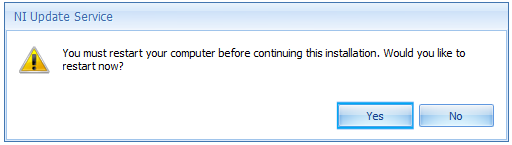 NI Update Service
You must restart your computer before continuing this installation. Would you like to
restart now?
Yes No